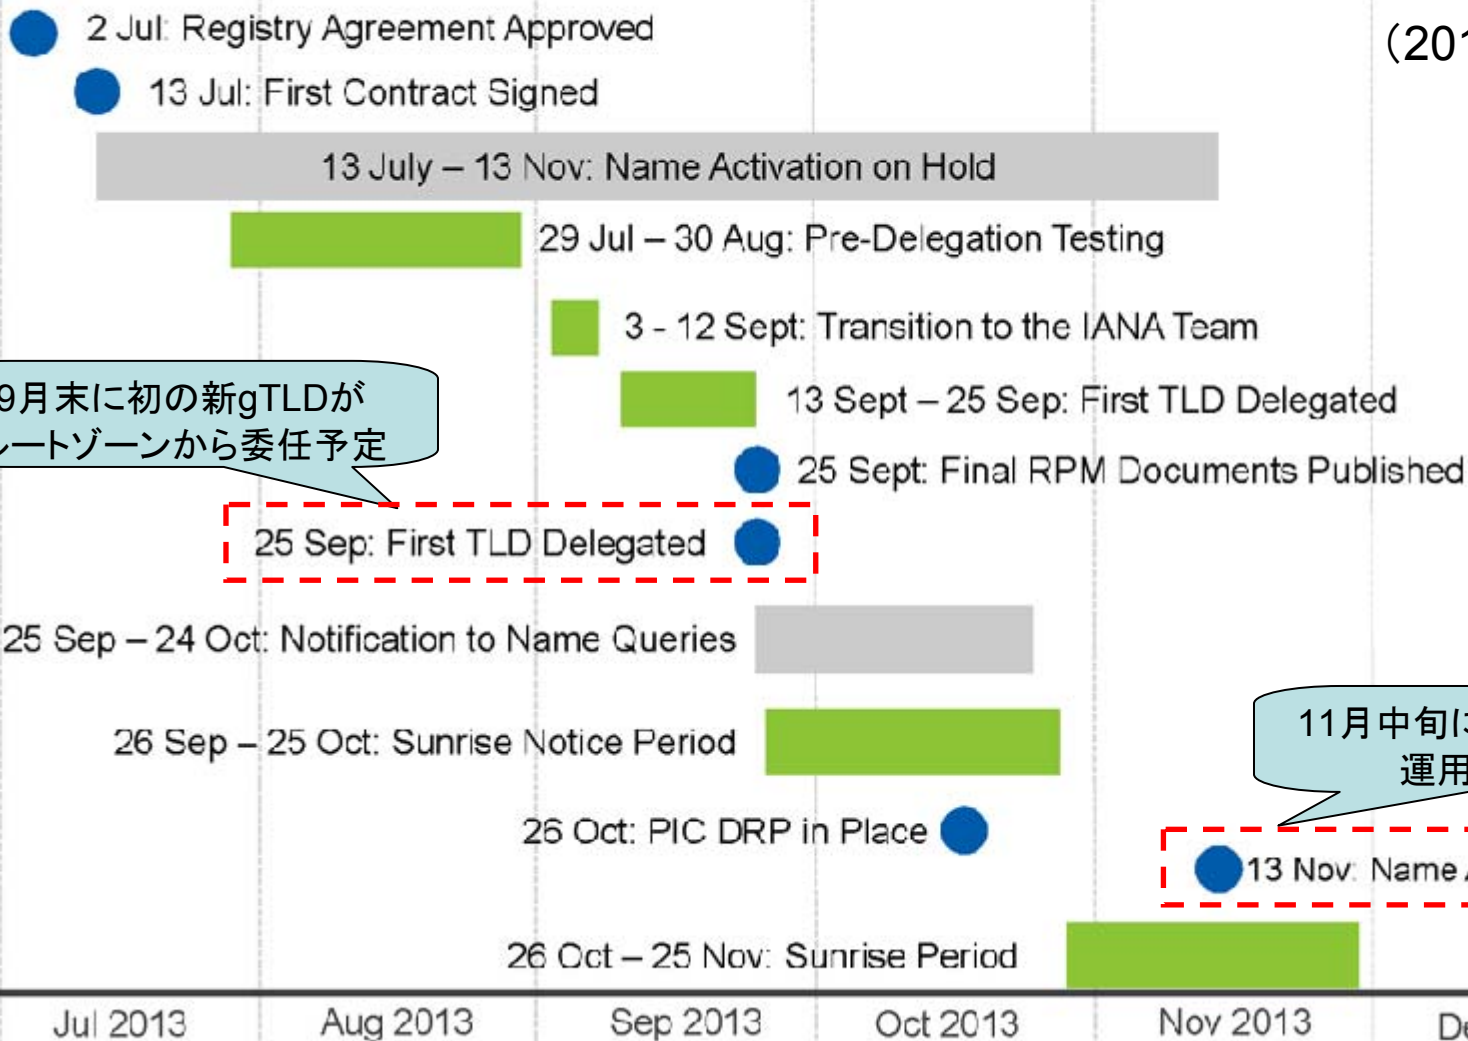 2 Jul: Registry Agreement Approved
(201
13 Jul: First Contract Signed
13 July – 13 Nov: Name Activation on Hold
29 Jul – 30 Aug: Pre-Delegation Testing
3 - 12 Sept: Transition to the IANA Team
9月末に初の新gTLDが
ルートゾーンから委任予定
13 Sept – 25 Sep: First TLD Delegated
25 Sept: Final RPM Documents Published
25 Sep: First TLD Delegated
25 Sep – 24 Oct: Notification to Name Queries
26 Sep – 25 Oct: Sunrise Notice Period
11月中旬に
運用
26 Oct: PIC DRP in Place
13 Nov: Name
26 Oct – 25 Nov: Sunrise Period
Jul 2013 Aug 2013 Sep 2013 Oct 2013 Nov 2013 De